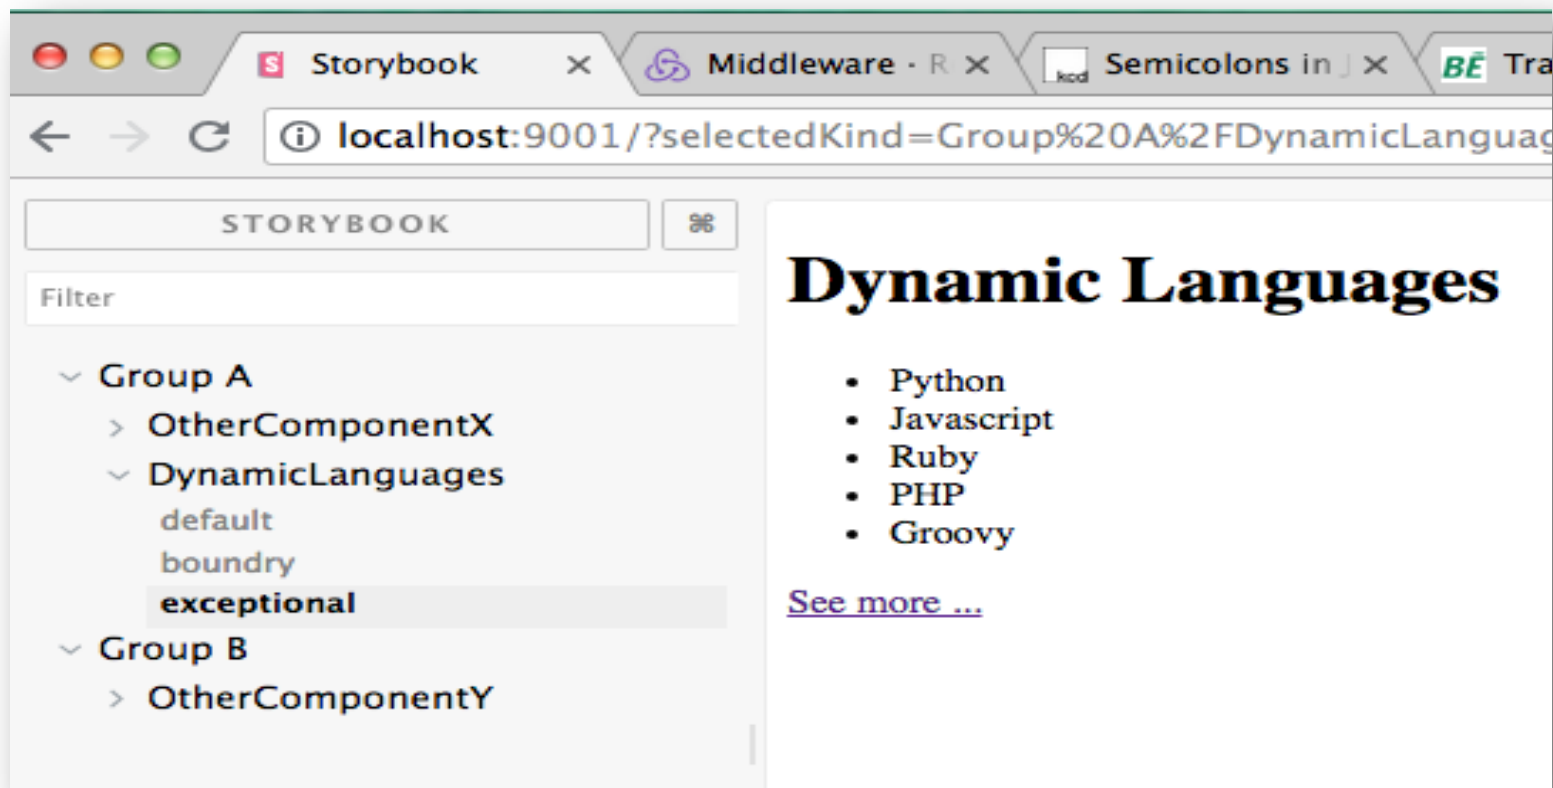 Storybook Middleware · R Semicolons in J BĒ Tra
localhost:9001/?selectedKind=Group%20A%2FDynamicLanguag
STORYBOOK ⌘
Filter
Group A
OtherComponentX
DynamicLanguages
default
boundry
exceptional
Group B
OtherComponentY
Dynamic Languages
• Python
• Javascript
• Ruby
• PHP
• Groovy
See more ...